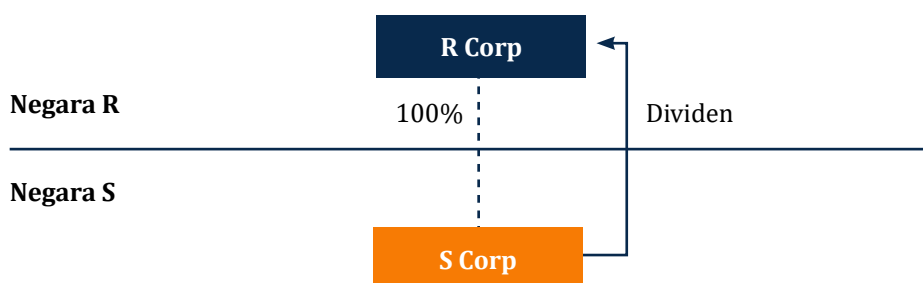 R Corp
Negara R
100%
Dividen
Negara S
S Corp